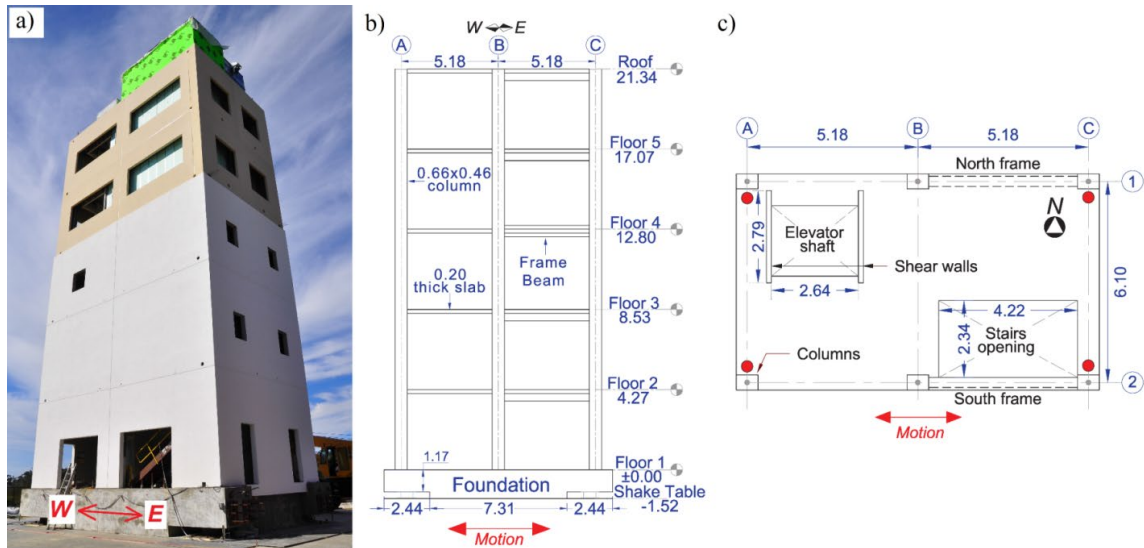 a)
W
E
b)
W E
A
B
C
5.18
5.18
Roof
21.34
Floor 5
17.07
0.66x0.46
column
Floor 4
12.80
Frame
Beam
0.20
thick slab
Floor 3
8.53
Floor 2
4.27
Floor 1
±0.00
1.17
Foundation
Shake Table
-1.52
2.44
7.31
2.44
Motion
c)
A
B
C
5.18
5.18
North frame
1
N
2.79
Elevator
shaft
Shear walls
2.64
6.10
4.22
2.34
Stairs
opening
Columns
2
South frame
Motion